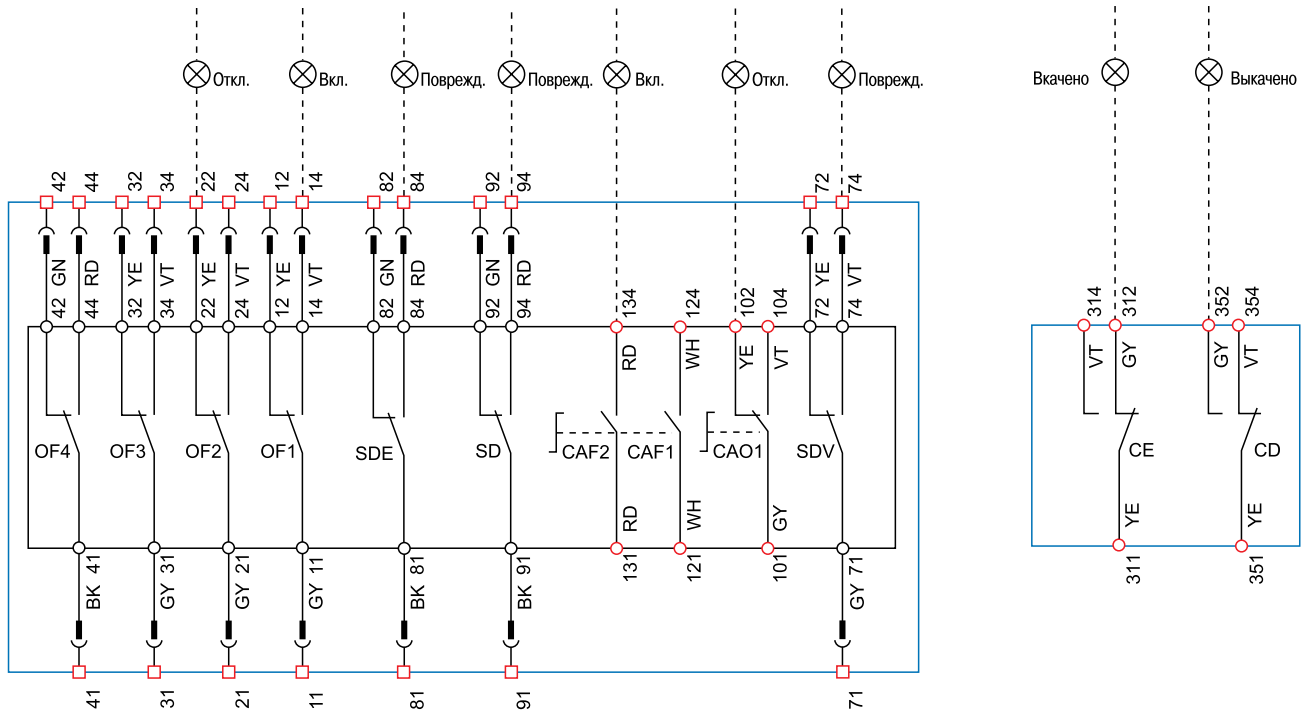 Откл. Вкл. Поврежд. Поврежд. Вкл. Откл. Поврежд. Вкачено Выкачено
42 44 32 34 22 24 12 14 82 84 92 94 72 74
GN RD YE VT YE VT YE VT GN RD GN RD YE VT
42 44 32 34 22 24 12 14 82 84 92 94 134 124 102 104 72 74 314 312 352 354
RD WH YE VT VT GY GY VT
OF4 OF3 OF2 OF1 SDE SD CAF2 CAF1 CAO1 SDV CE CD
RD WH GY YE YE
41 31 21 11 81 91 131 121 101 71 311 351
BK GY GY GY BK BK GY
41 31 21 11 81 91 71